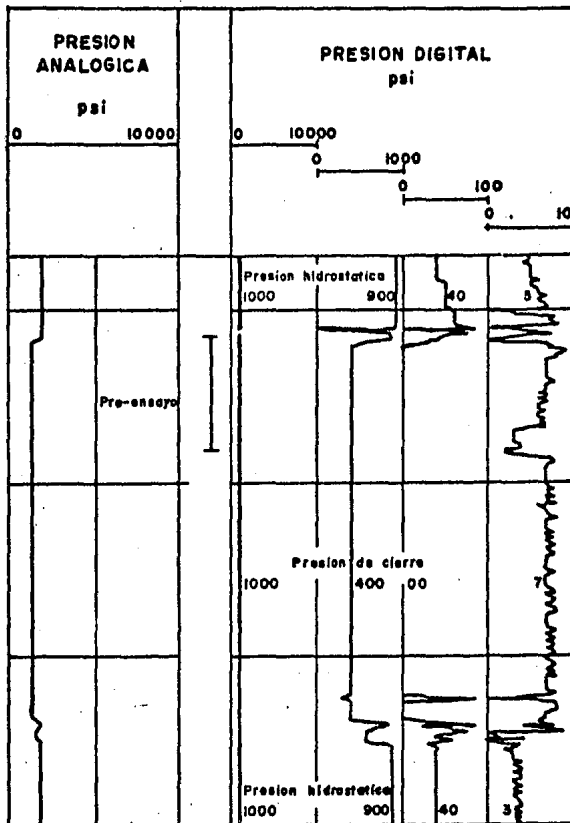 PRESION
ANALOGICA
psi
0 10000
PRESION DIGITAL
psi
0 10000
0 1000
0 100
0 10
Presion hidrostatica
1000 900 40 5
Pre-ensayo
Presion de cierre
1000 400 00 7
Presion hidrostatica
1000 900 40 3